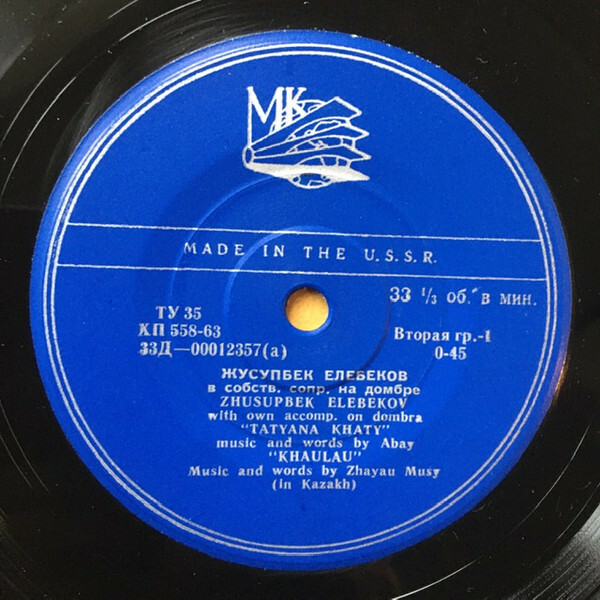 МК
MADE IN THE U.S.S.R.
33 ⅓ об. в мин.
ТУ 35
ХП 558-63
33Д—00012357(а)
Вторая гр.-1
0-45
ЖУСУПБЕК ЕЛЕБЕКОВ
в собств. сопр. на домбре
ZHUSUPBEK ELEBEKOV
with own accomp. on dombra
"TATYANA KHATY"
music and words by Abay
"KHAULAU"
Music and words by Zhayau Musy
(in Kazakh)